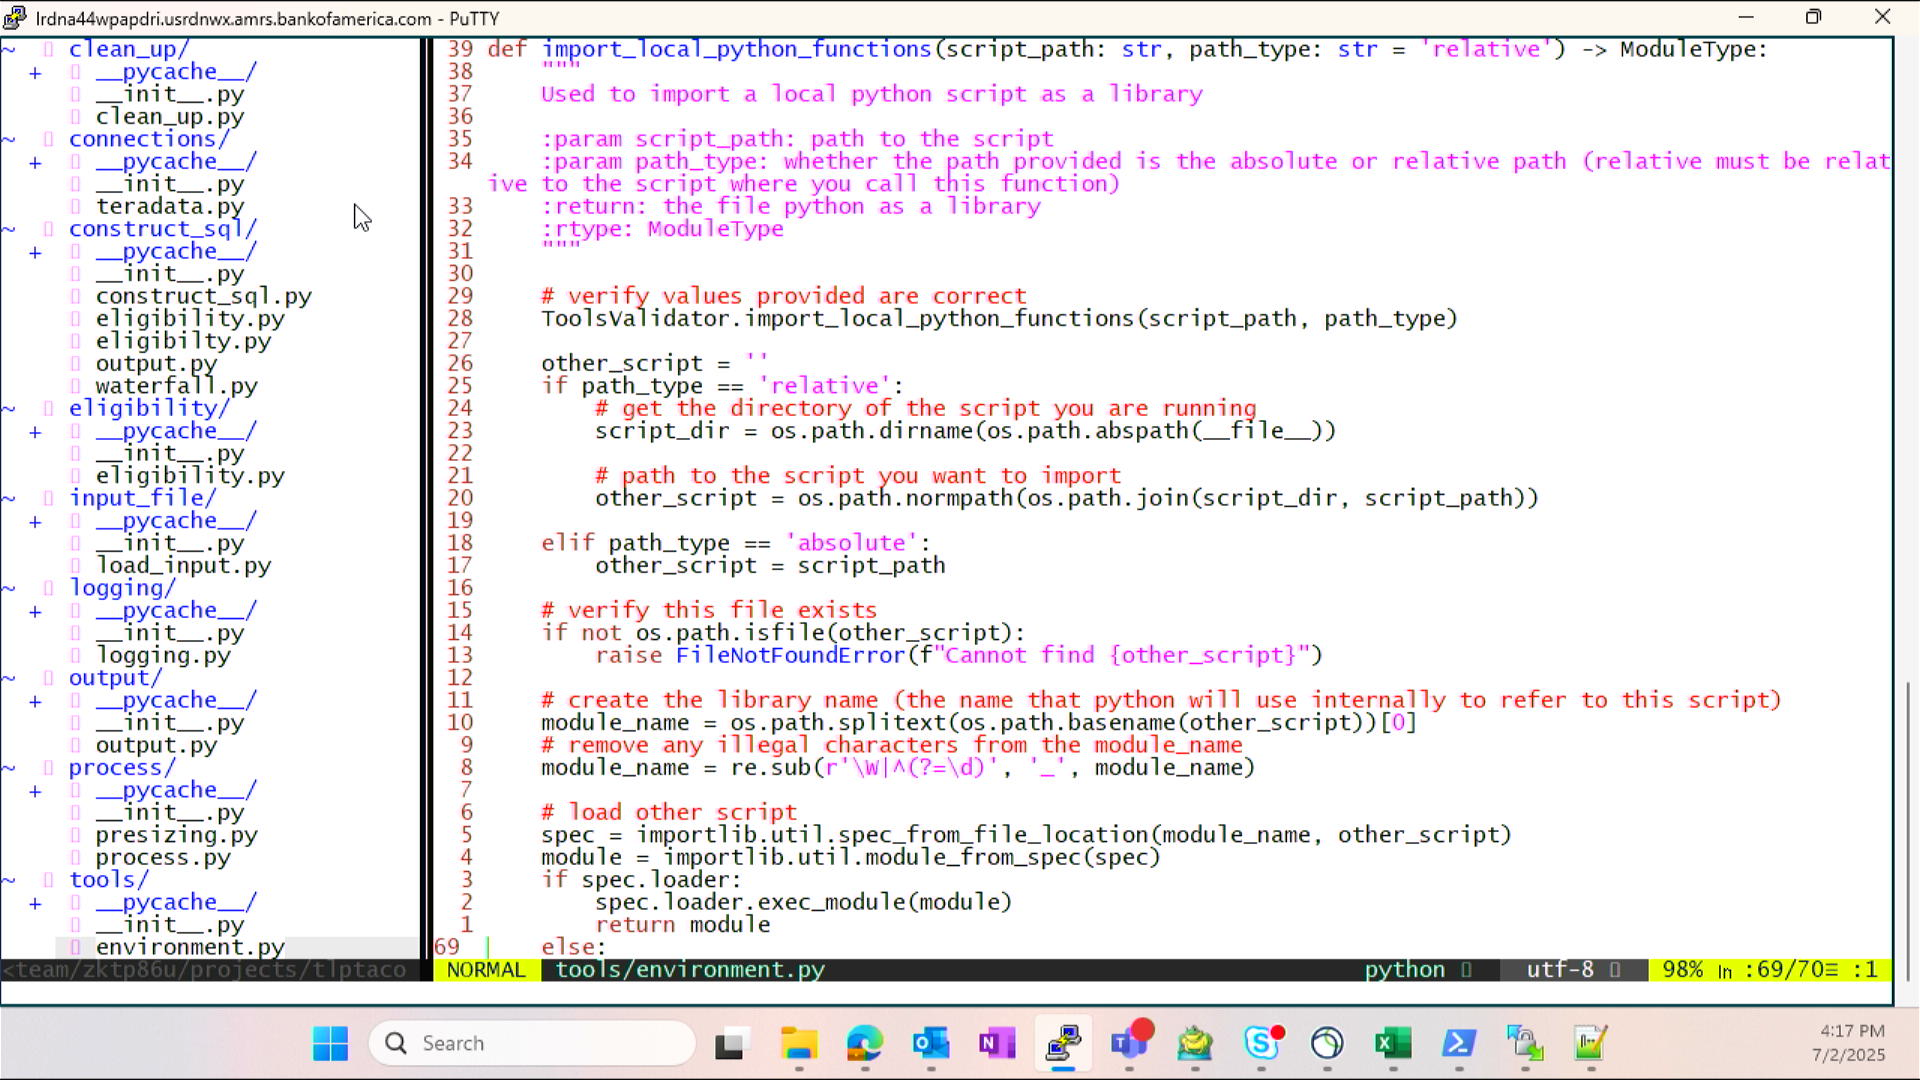 lrdna44wpapdri.usrdnwx.amrs.bankofamerica.com - PuTTY
~ clean_up/
+ __pycache__/
__init__.py
clean_up.py
~ connections/
+ __pycache__/
__init__.py
teradata.py
~ construct_sql/
+ __pycache__/
__init__.py
construct_sql.py
eligibility.py
eligibilty.py
output.py
waterfall.py
~ eligibility/
+ __pycache__/
__init__.py
eligibility.py
~ input_file/
+ __pycache__/
__init__.py
load_input.py
~ logging/
+ __pycache__/
__init__.py
logging.py
~ output/
+ __pycache__/
__init__.py
output.py
~ process/
+ __pycache__/
__init__.py
presizing.py
process.py
~ tools/
+ __pycache__/
__init__.py
environment.py
<team/zktp86u/projects/tlptaco
39 def import_local_python_functions(script_path: str, path_type: str = 'relative') -> ModuleType:
38     """
37     Used to import a local python script as a library
36
35     :param script_path: path to the script
34     :param path_type: whether the path provided is the absolute or relative path (relative must be relat
ive to the script where you call this function)
33     :return: the file python as a library
32     :rtype: ModuleType
31     """
30
29     # verify values provided are correct
28     ToolsValidator.import_local_python_functions(script_path, path_type)
27
26     other_script = ''
25     if path_type == 'relative':
24         # get the directory of the script you are running
23         script_dir = os.path.dirname(os.path.abspath(__file__))
22
21         # path to the script you want to import
20         other_script = os.path.normpath(os.path.join(script_dir, script_path))
19
18     elif path_type == 'absolute':
17         other_script = script_path
16
15     # verify this file exists
14     if not os.path.isfile(other_script):
13         raise FileNotFoundError(f"Cannot find {other_script}")
12
11     # create the library name (the name that python will use internally to refer to this script)
10     module_name = os.path.splitext(os.path.basename(other_script))[0]
9     # remove any illegal characters from the module_name
8     module_name = re.sub(r'\W|^(?=\d)', '_', module_name)
7
6     # load other script
5     spec = importlib.util.spec_from_file_location(module_name, other_script)
4     module = importlib.util.module_from_spec(spec)
3     if spec.loader:
2         spec.loader.exec_module(module)
1         return module
69     else:
NORMAL tools/environment.py python utf-8 98% ln :69/70≡ :1
Search
4:17 PM
7/2/2025